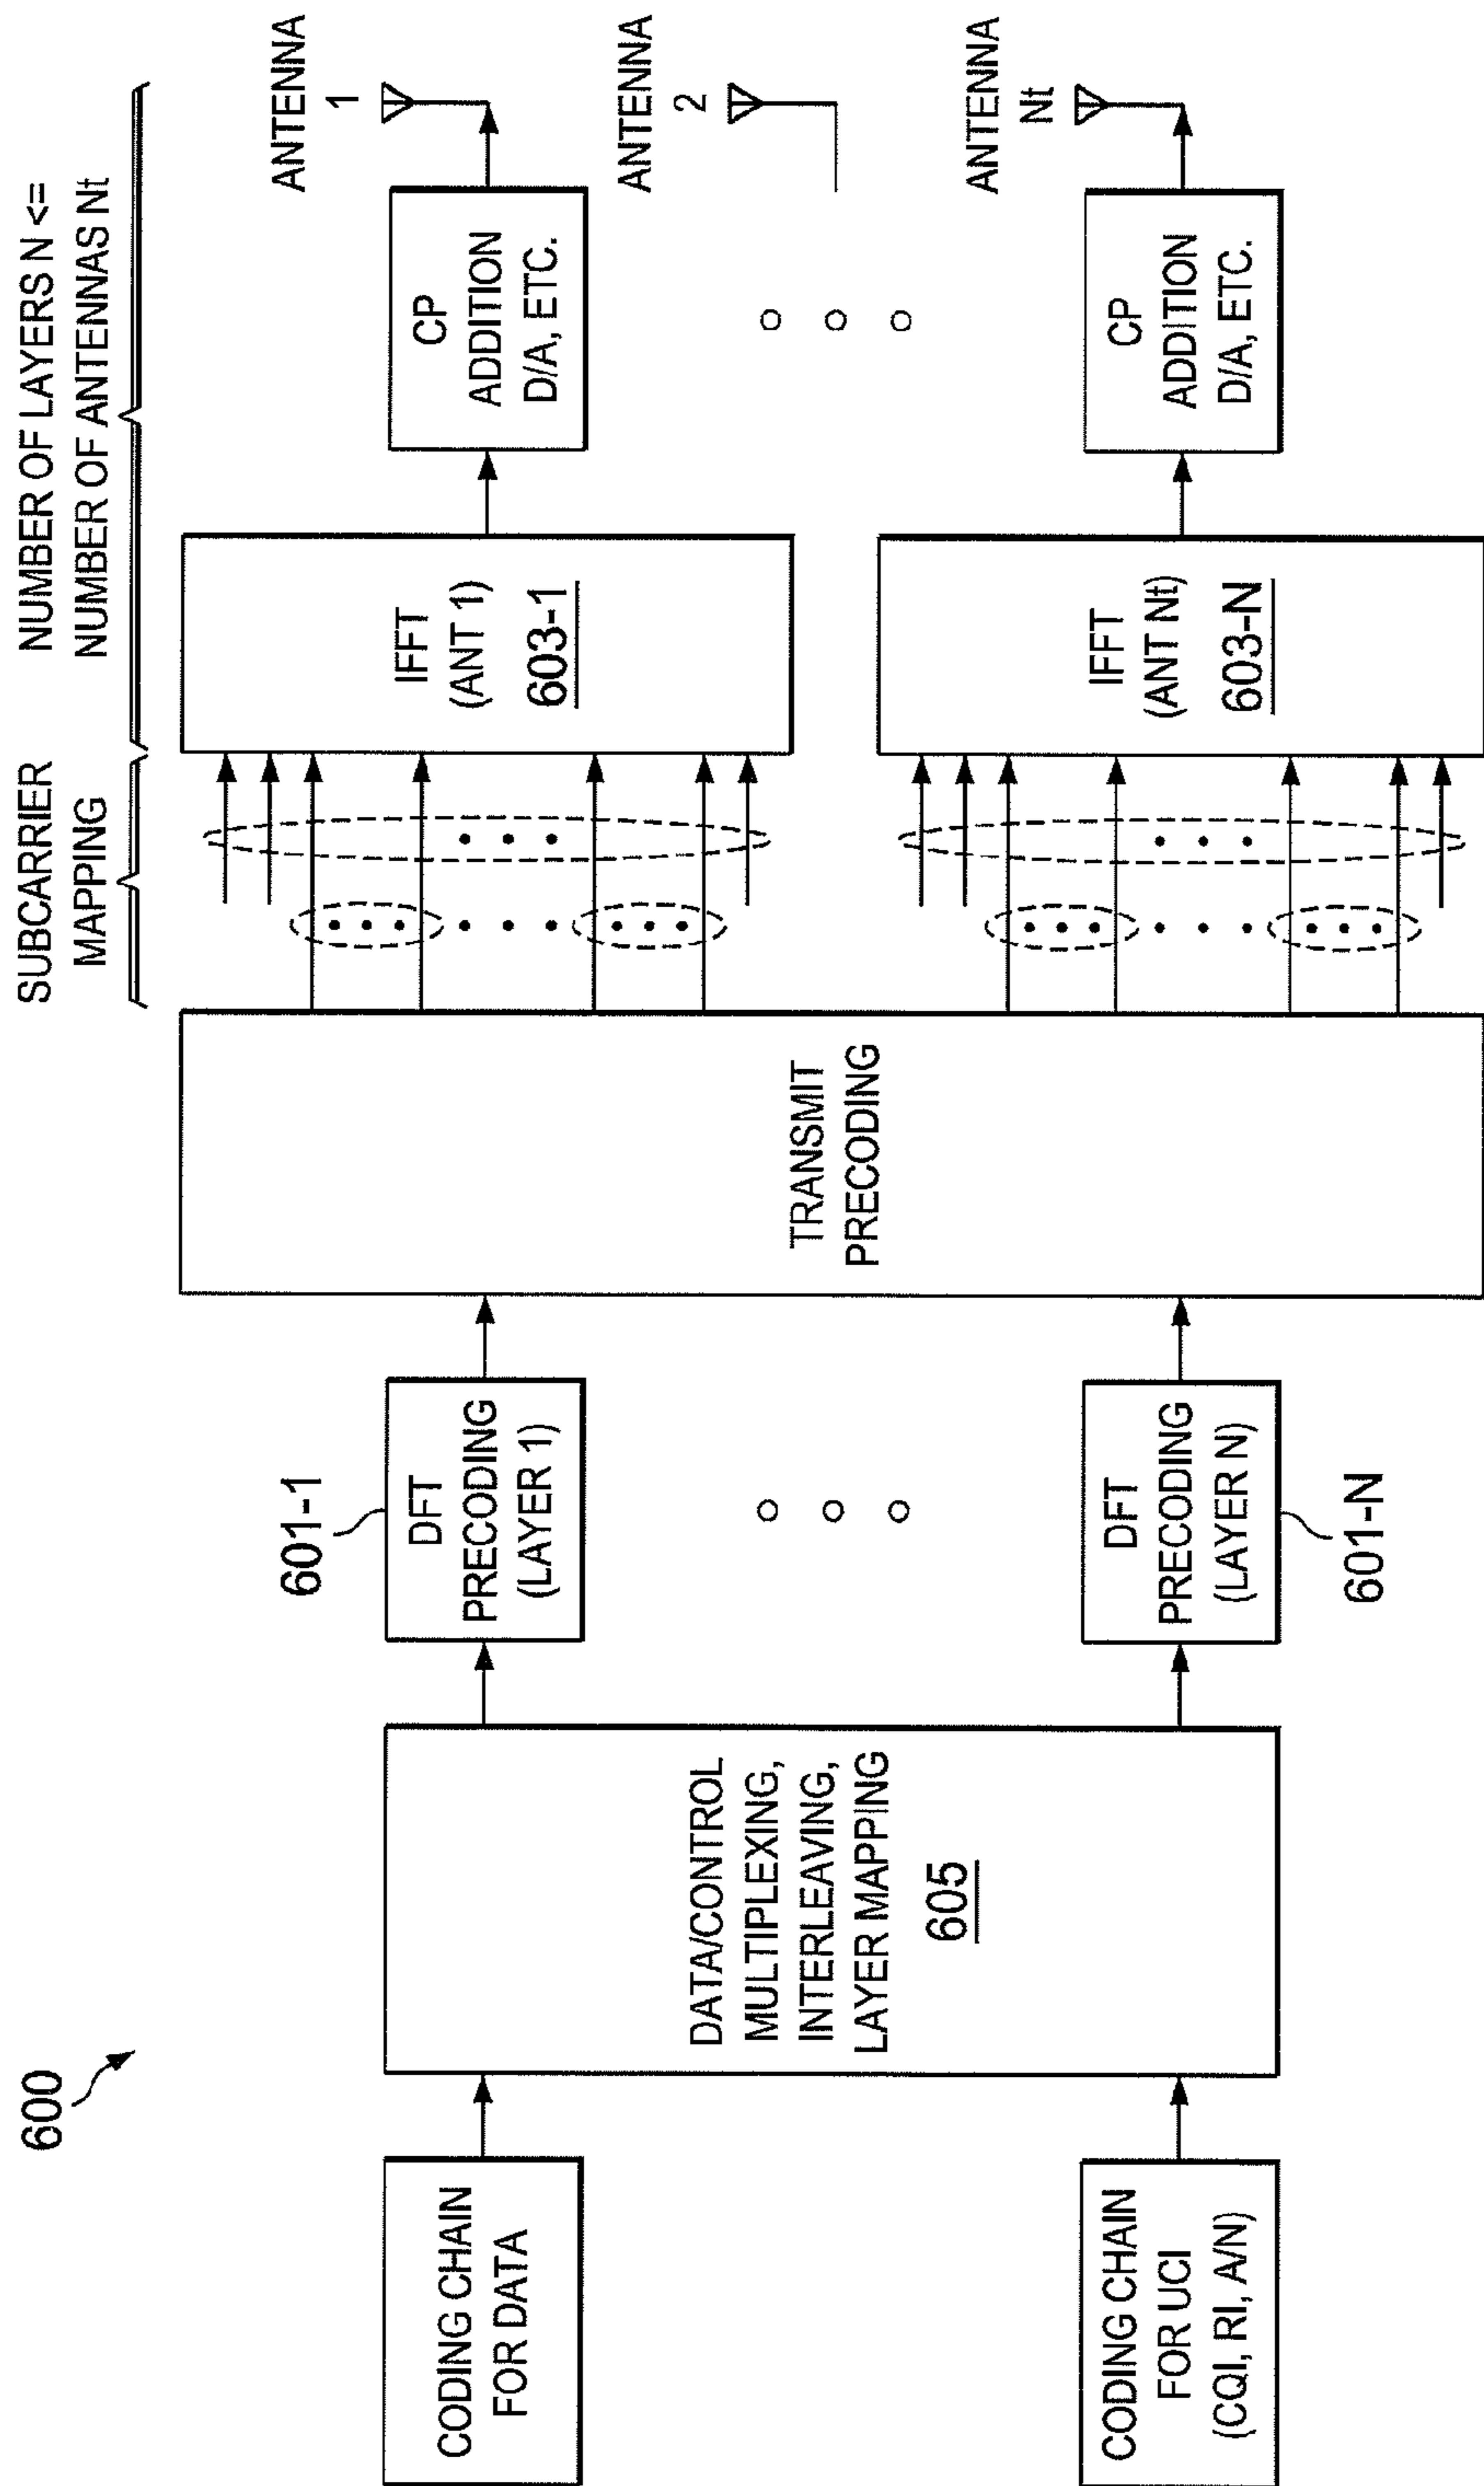 600
CODING CHAIN
FOR DATA
CODING CHAIN
FOR UCI
(CQI, RI, A/N)
DATA/CONTROL
MULTIPLEXING,
INTERLEAVING,
LAYER MAPPING
605
601-1
DFT
PRECODING
(LAYER 1)
DFT
PRECODING
(LAYER N)
601-N
TRANSMIT
PRECODING
SUBCARRIER
MAPPING
NUMBER OF LAYERS N <=
NUMBER OF ANTENNAS Nt
IFFT
(ANT 1)
603-1
IFFT
(ANT Nt)
603-N
CP
ADDITION
D/A, ETC.
CP
ADDITION
D/A, ETC.
ANTENNA
1
ANTENNA
2
ANTENNA
Nt